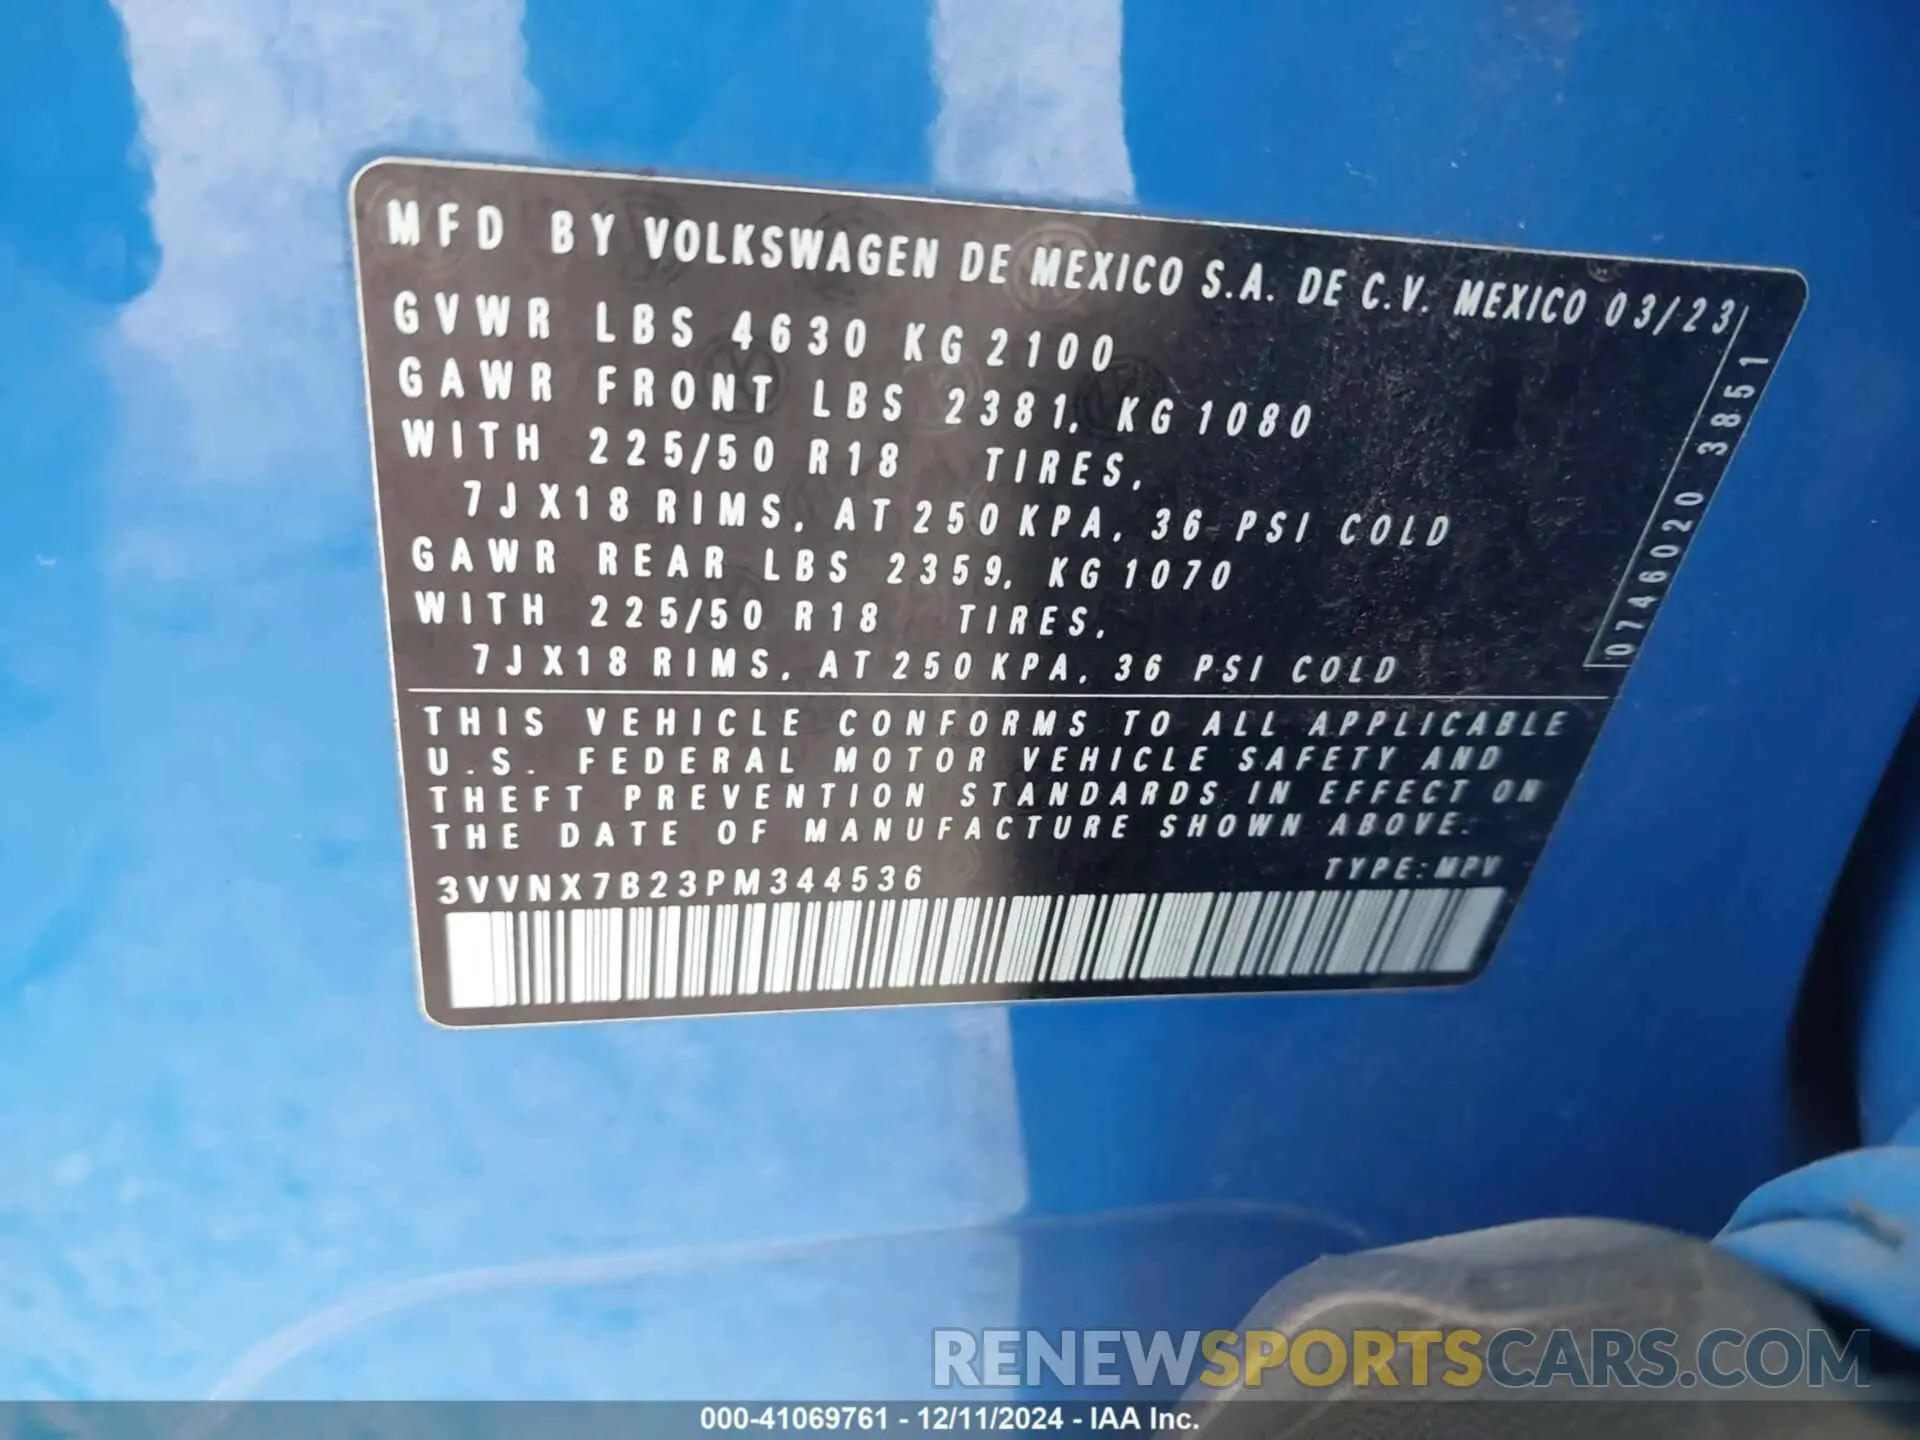 MFD BY VOLKSWAGEN DE MEXICO S.A. DE C.V. MEXICO 03/23
GVWR LBS 4630 KG 2100
GAWR FRONT LBS 2381, KG 1080
WITH 225/50 R18 TIRES,
7JX18 RIMS, AT 250 KPA, 36 PSI COLD
GAWR REAR LBS 2359, KG 1070
WITH 225/50 R18 TIRES,
7JX18 RIMS, AT 250 KPA, 36 PSI COLD
0746020 3851
THIS VEHICLE CONFORMS TO ALL APPLICABLE
U.S. FEDERAL MOTOR VEHICLE SAFETY AND
THEFT PREVENTION STANDARDS IN EFFECT ON
THE DATE OF MANUFACTURE SHOWN ABOVE.
3VVNX7B23PM344536 TYPE:MPV
RENEWSPORTSCARS.COM
000-41069761 - 12/11/2024 - IAA Inc.